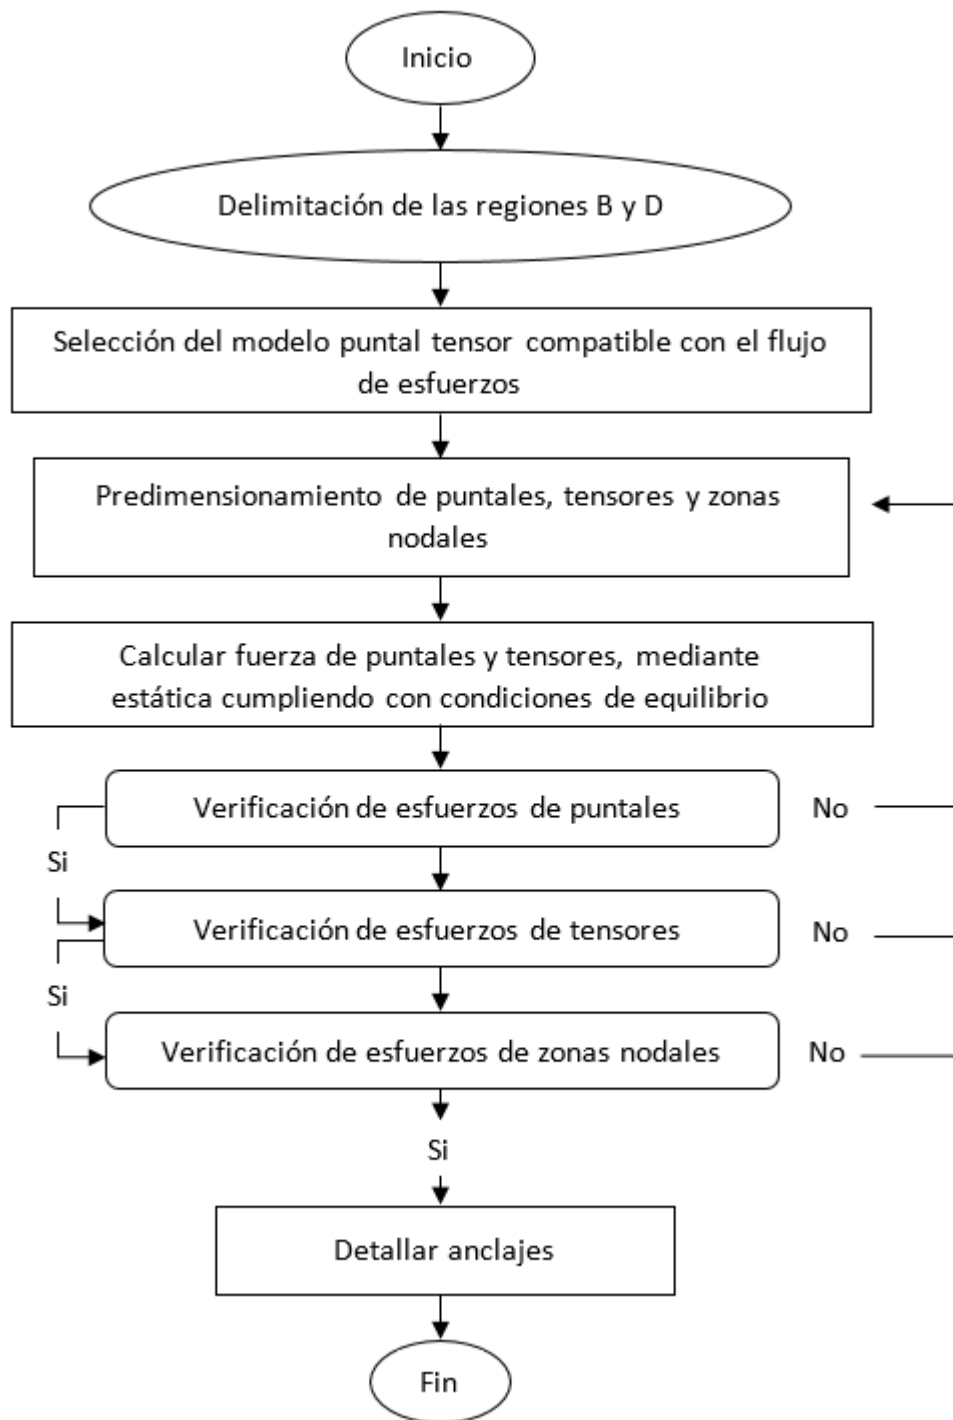 Inicio
Delimitación de las regiones B y D
Selección del modelo puntal tensor compatible con el flujo
de esfuerzos
Predimensionamiento de puntales, tensores y zonas
nodales
Calcular fuerza de puntales y tensores, mediante
estática cumpliendo con condiciones de equilibrio
Verificación de esfuerzos de puntales
No
Si
Verificación de esfuerzos de tensores
No
Si
Verificación de esfuerzos de zonas nodales
No
Si
Detallar anclajes
Fin